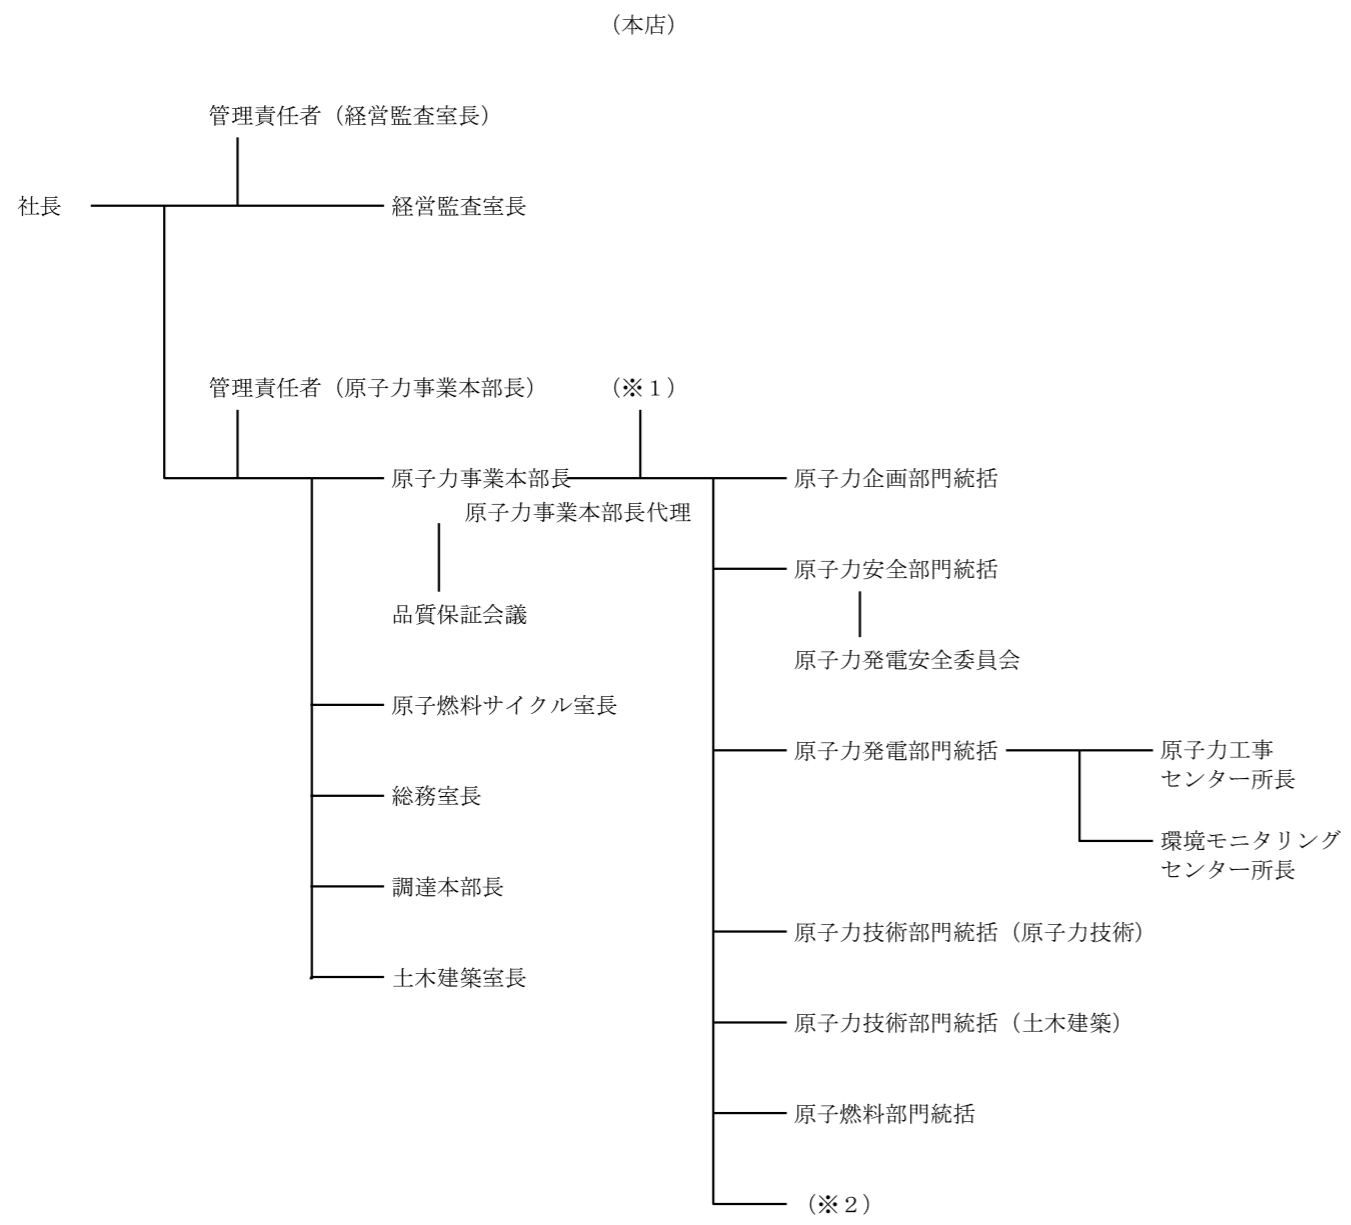 （本店）
管理責任者（経営監査室長）
社長
経営監査室長
管理責任者（原子力事業本部長）
（※１）
原子力事業本部長
原子力企画部門統括
原子力事業本部長代理
原子力安全部門統括
品質保証会議
原子力発電安全委員会
原子燃料サイクル室長
原子力発電部門統括
原子力工事
センター所長
総務室長
環境モニタリング
センター所長
調達本部長
原子力技術部門統括（原子力技術）
土木建築室長
原子力技術部門統括（土木建築）
原子燃料部門統括
（※２）